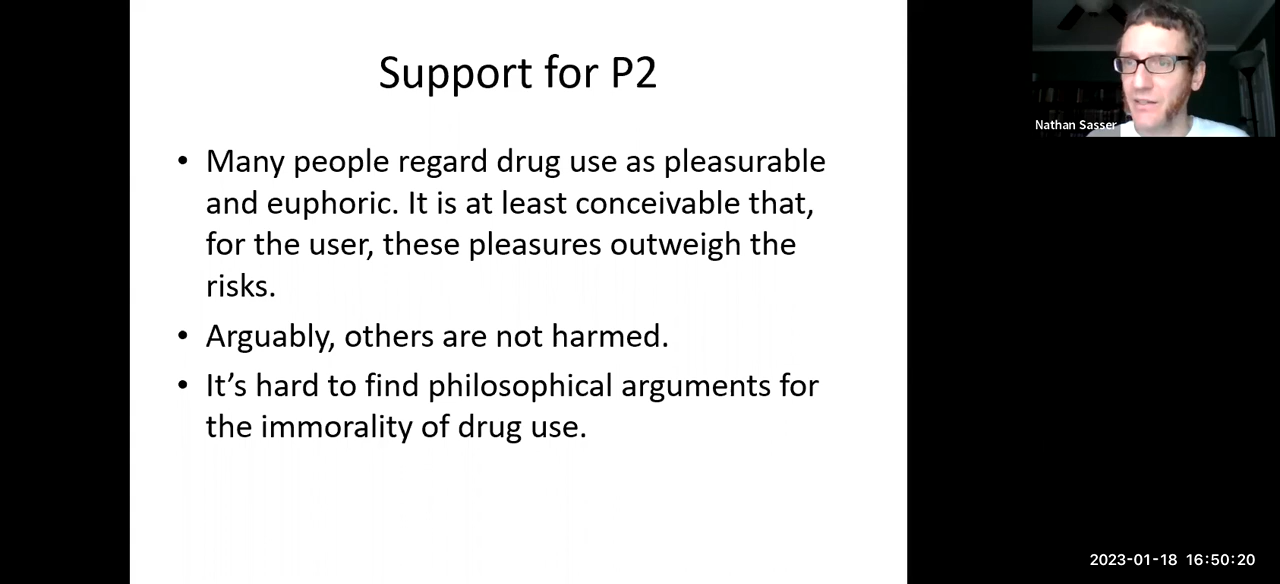 Support for P2
• Many people regard drug use as pleasurable
and euphoric. It is at least conceivable that,
for the user, these pleasures outweigh the
risks.
• Arguably, others are not harmed.
• It’s hard to find philosophical arguments for
the immorality of drug use.
Nathan Sasser
2023-01-18 16:50:20